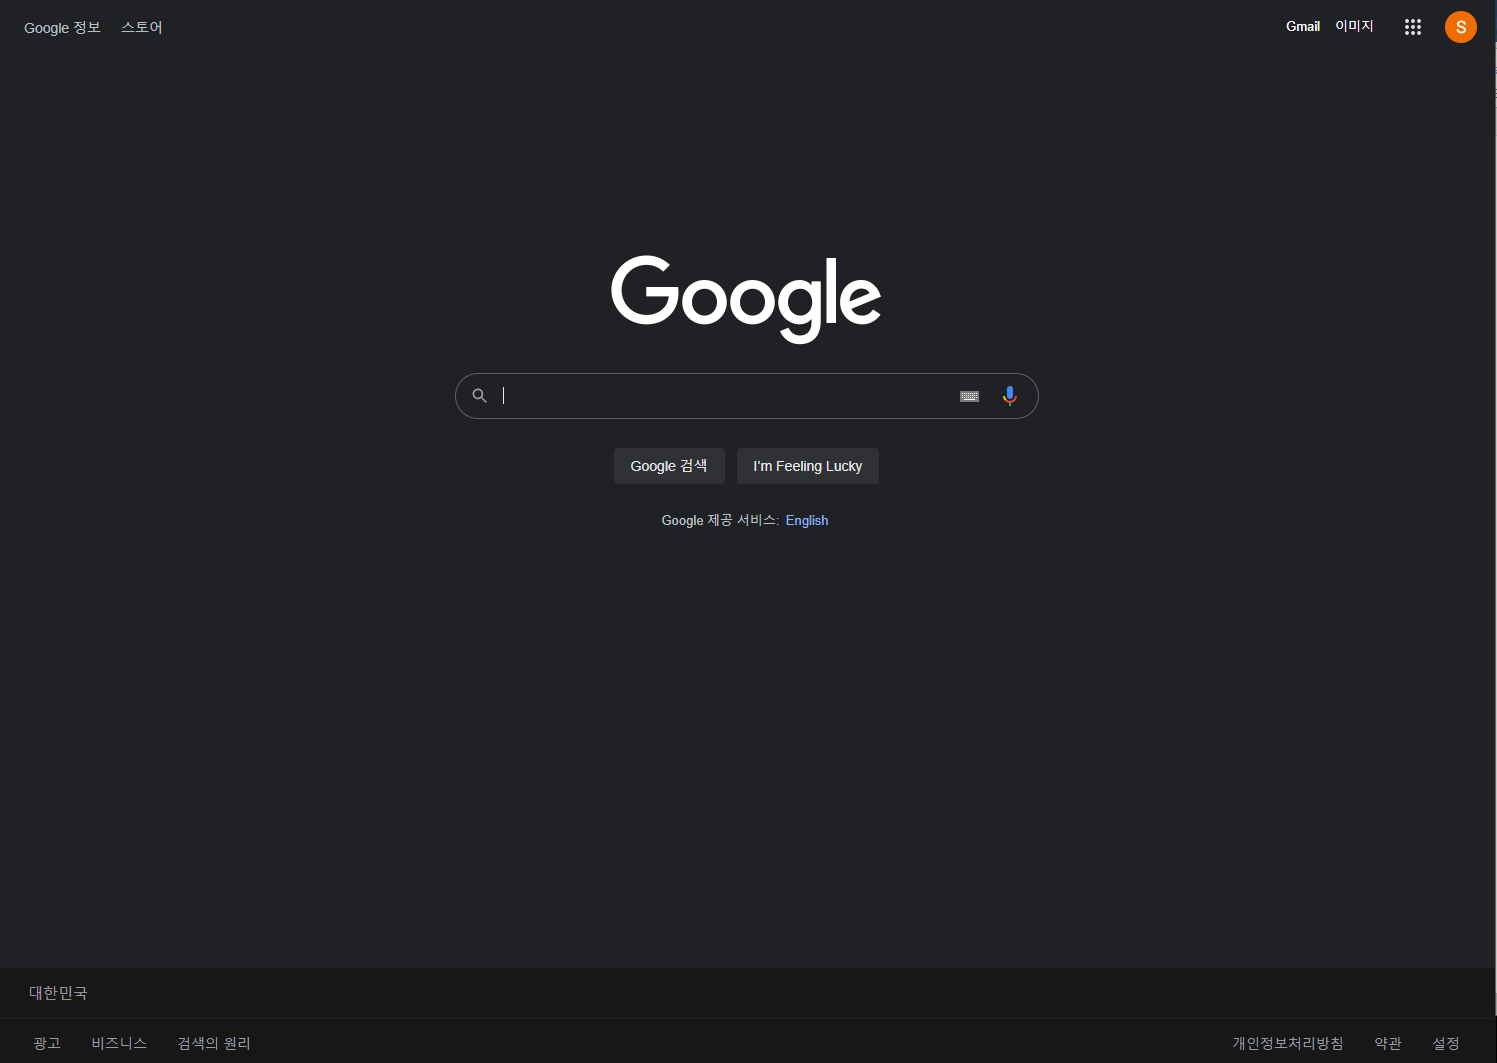 Google 정보 스토어
Gmail 이미지
S
Google
Google 검색 I'm Feeling Lucky
Google 제공 서비스: English
대한민국
광고 비즈니스 검색의 원리
개인정보처리방침 약관 설정